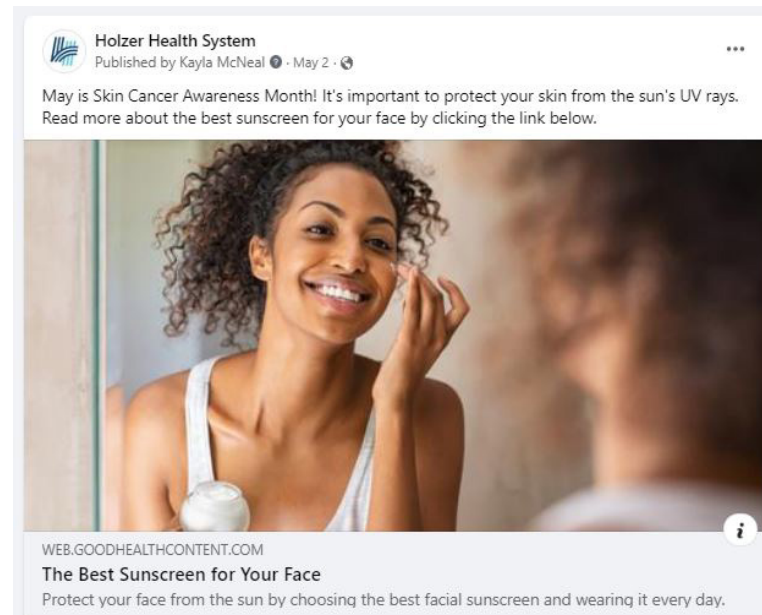 Holzer Health System
Published by Kayla McNeal · May 2 ·
May is Skin Cancer Awareness Month! It's important to protect your skin from the sun's UV rays.
Read more about the best sunscreen for your face by clicking the link below.
WEB.GOODHEALTHCONTENT.COM
The Best Sunscreen for Your Face
Protect your face from the sun by choosing the best facial sunscreen and wearing it every day.